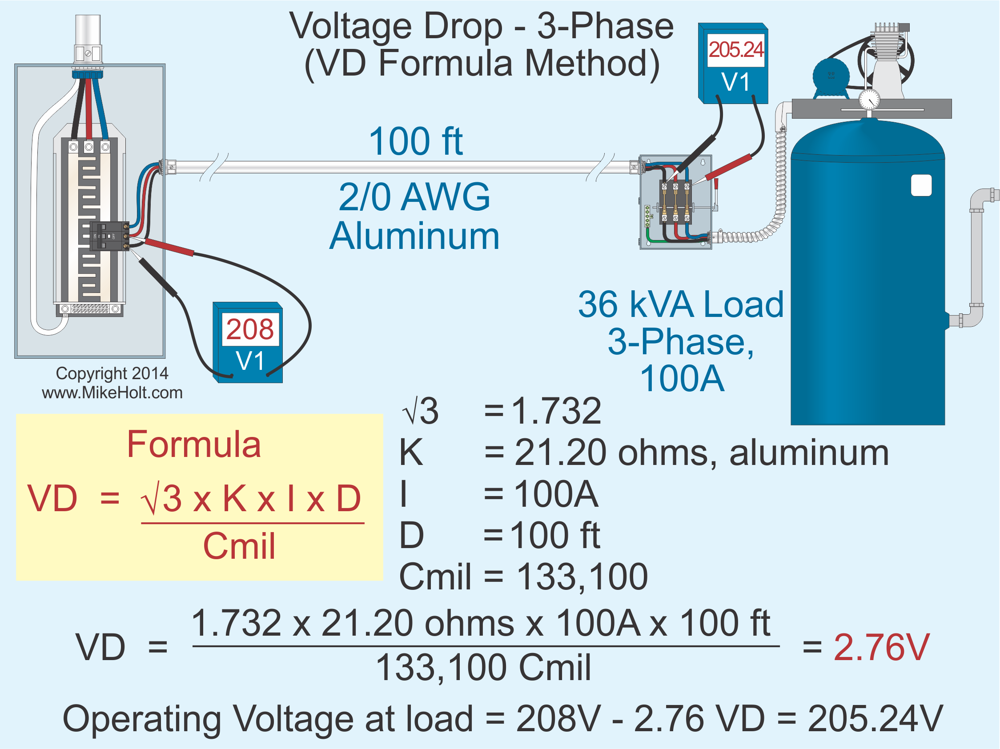 Voltage Drop - 3-Phase
(VD Formula Method)
205.24
V1
100 ft
2/0 AWG
Aluminum
ON
OFF
208
V1
36 kVA Load
3-Phase,
100A
Copyright 2014
www.MikeHolt.com
Formula
VD = √3 x K x I x D
Cmil
√3 = 1.732
K = 21.20 ohms, aluminum
I = 100A
D = 100 ft
Cmil = 133,100
VD = 1.732 x 21.20 ohms x 100A x 100 ft = 2.76V
133,100 Cmil
Operating Voltage at load = 208V - 2.76 VD = 205.24V